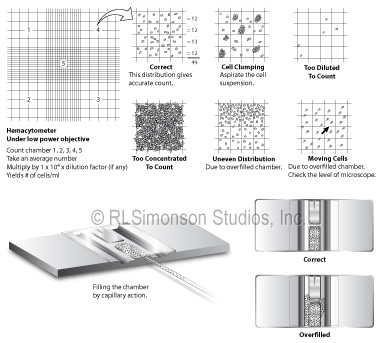 1
4
5
2
3
Hemacytometer
Under low power objective
Count chamber 1, 2, 3, 4, 5
Take an average number
Multiply by 1 x 10⁴ x dilution factor (if any)
Yields # of cells/ml
= 12
= 12
= 13
= 12
49
Correct
This distribution gives
accurate count.
Cell Clumping
Aspirate the cell
suspension.
Too Diluted
To Count
Too Concentrated
To Count
Uneven Distribution
Due to overfilled chamber.
Moving Cells
Due to overfilled chamber.
Check the level of microscope.
© RLSimonson Studios, Inc.
Filling the chamber
by capillary action.
Correct
Overfilled